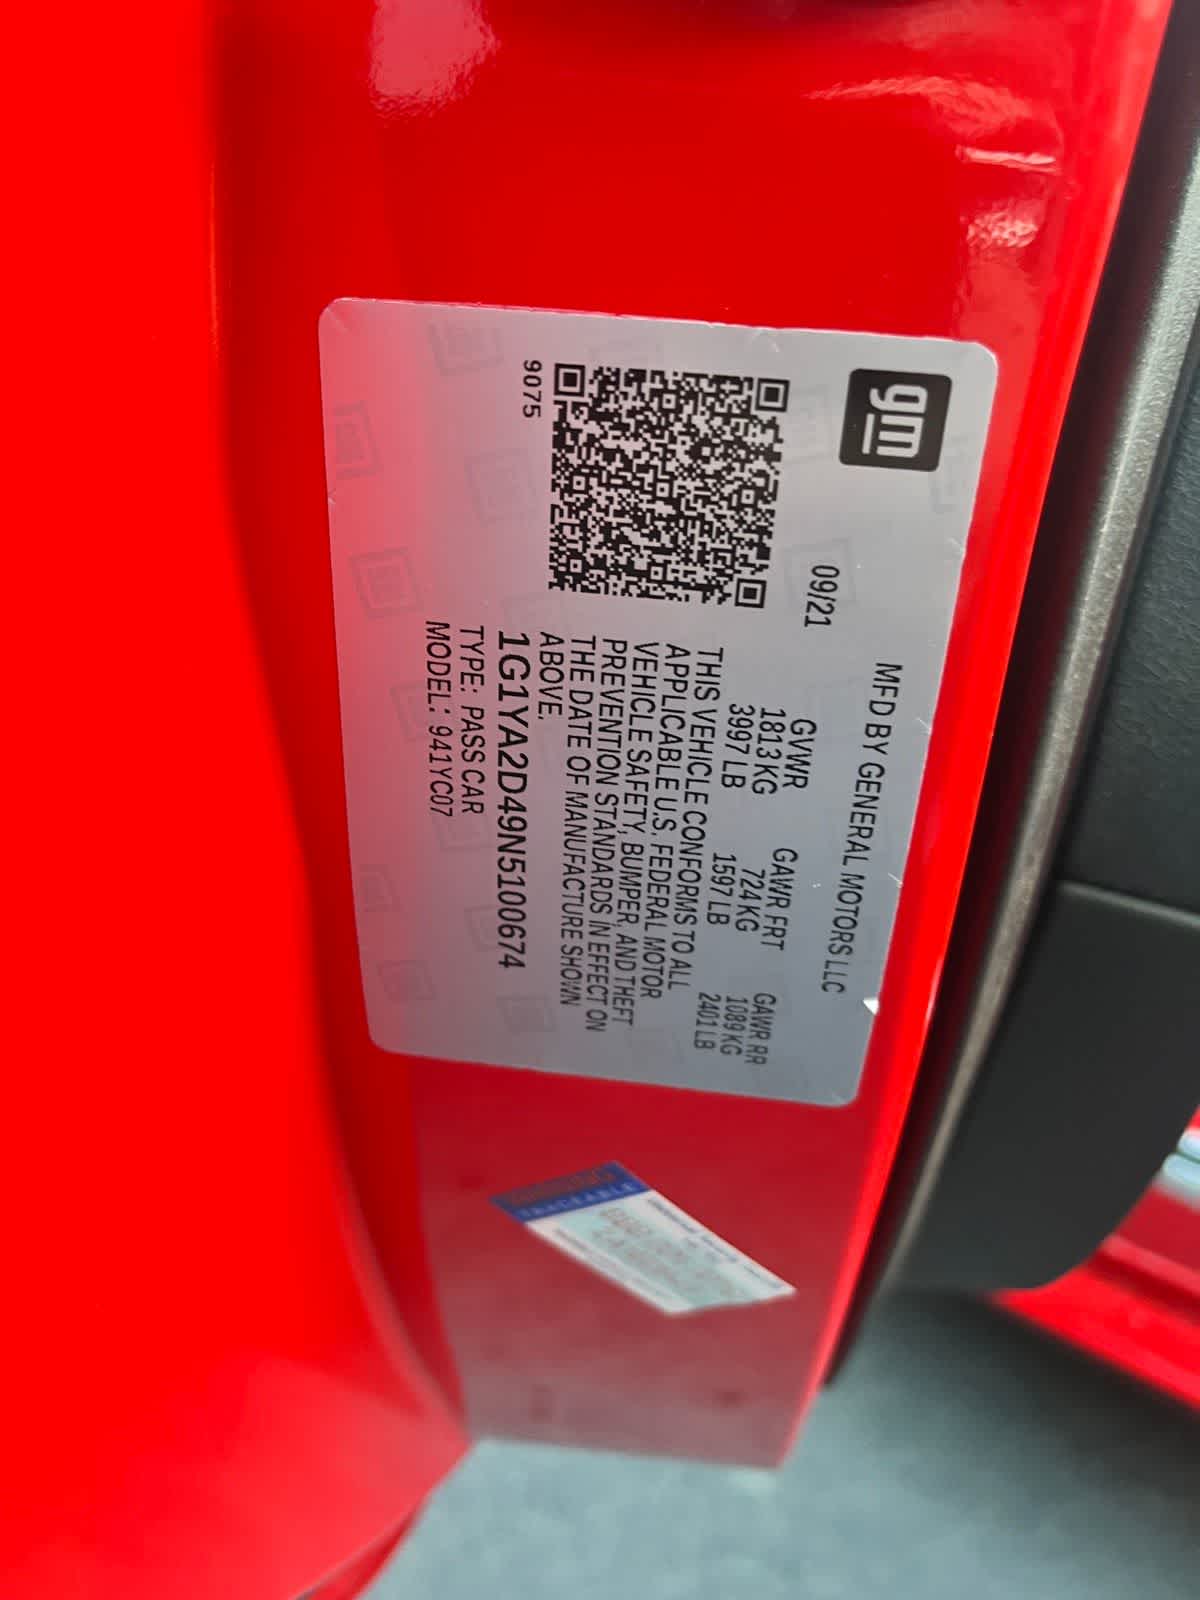 gm
MFD BY GENERAL MOTORS LLC
09/21
GVWR GAWR FRT GAWR RR
1813 KG 724 KG 1089 KG
3997 LB 1597 LB 2401 LB
THIS VEHICLE CONFORMS TO ALL
APPLICABLE U.S. FEDERAL MOTOR
VEHICLE SAFETY, BUMPER, AND THEFT
PREVENTION STANDARDS IN EFFECT ON
THE DATE OF MANUFACTURE SHOWN
ABOVE.
1G1YA2D49N5100674
TYPE: PASS CAR
MODEL: 941YC07
9075
TRACEABLE